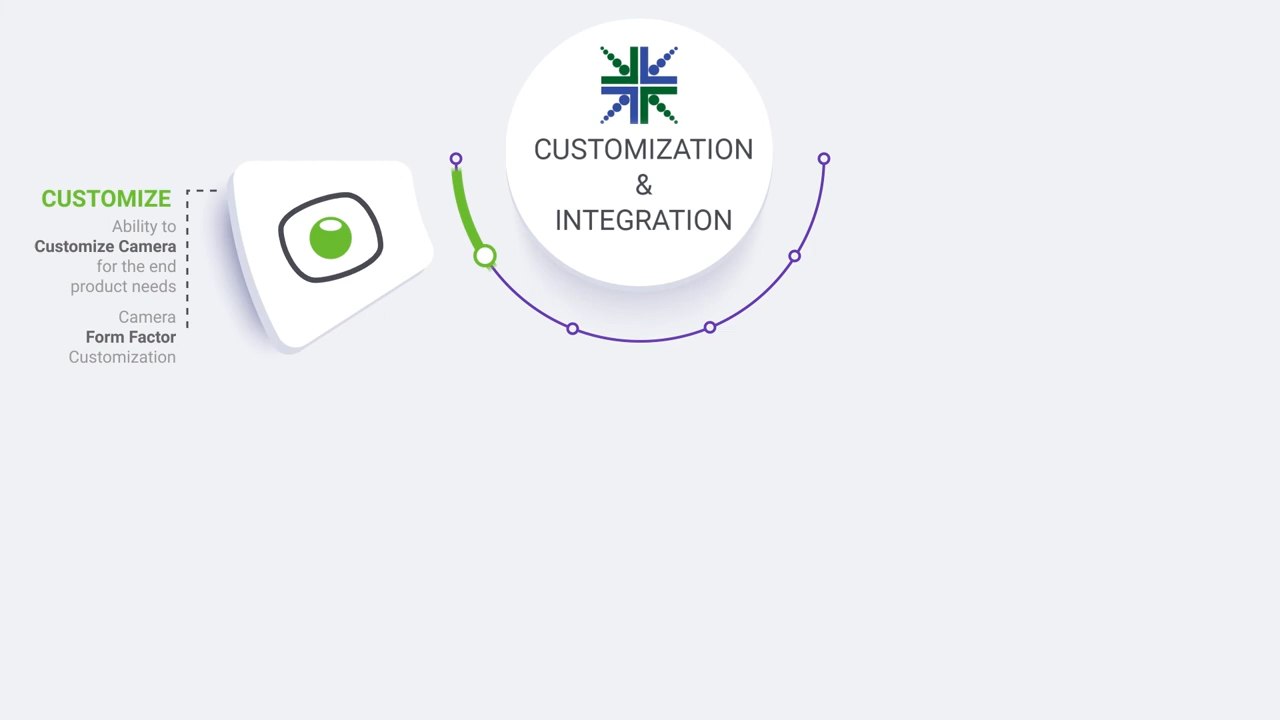 CUSTOMIZATION
&
INTEGRATION
CUSTOMIZE
Ability to
Customize Camera
for the end
product needs
Camera
Form Factor
Customization